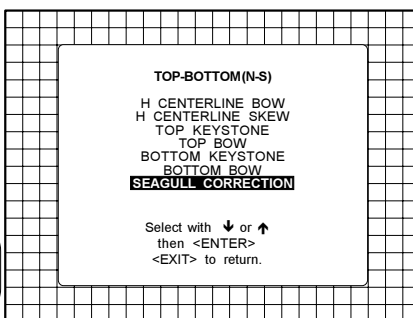 TOP-BOTTOM(N-S)
H CENTERLINE BOW
H CENTERLINE SKEW
TOP KEYSTONE
TOP BOW
BOTTOM KEYSTONE
BOTTOM BOW
SEAGULL CORRECTION
Select with 🡫 or 🡩
then <ENTER>
<EXIT> to return.